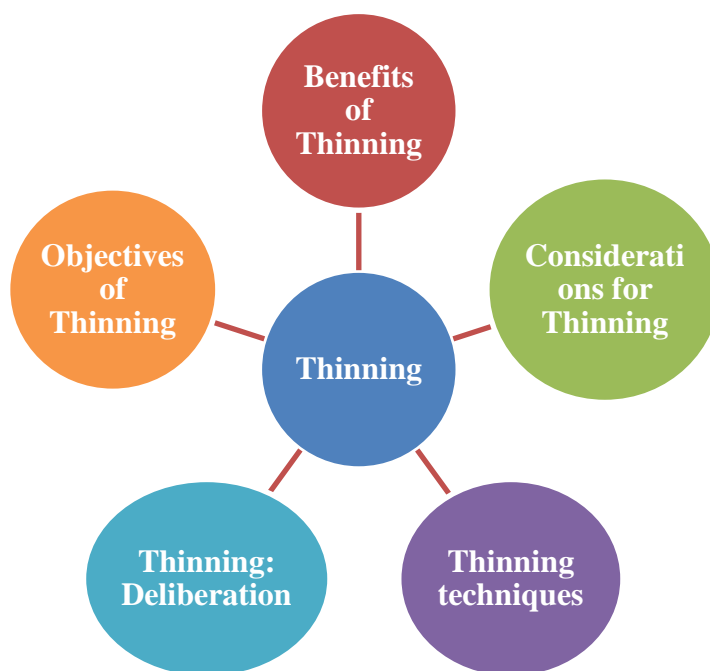 Benefits
of
Thinning
Objectives
of
Thinning
Considerati
ons for
Thinning
Thinning
Thinning:
Deliberation
Thinning
techniques